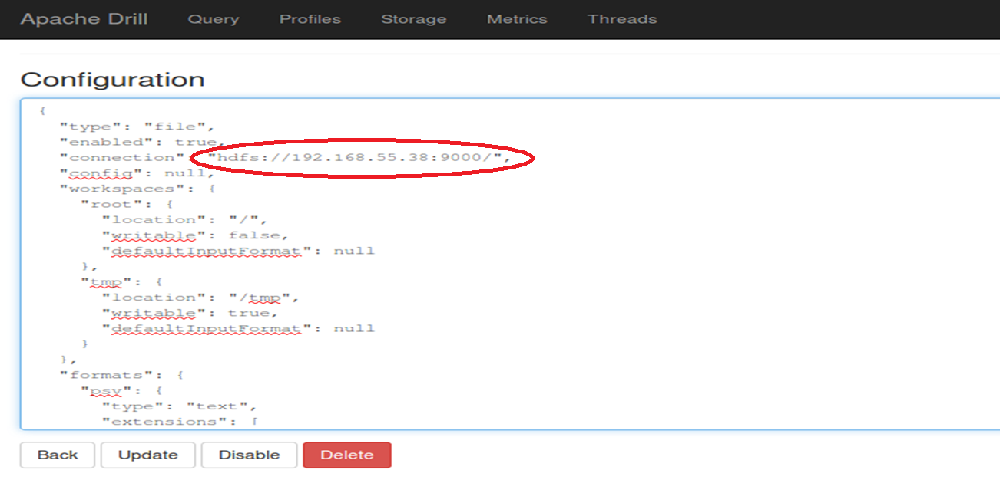 Apache Drill Query Profiles Storage Metrics Threads
Configuration
{
"type": "file",
"enabled": true,
"connection": "hdfs://192.168.55.38:9000/",
"config": null,
"workspaces": {
"root": {
"location": "/",
"writable": false,
"defaultInputFormat": null
},
"tmp": {
"location": "/tmp",
"writable": true,
"defaultInputFormat": null
}
},
"formats": {
"psv": {
"type": "text",
"extensions": [
Back Update Disable Delete